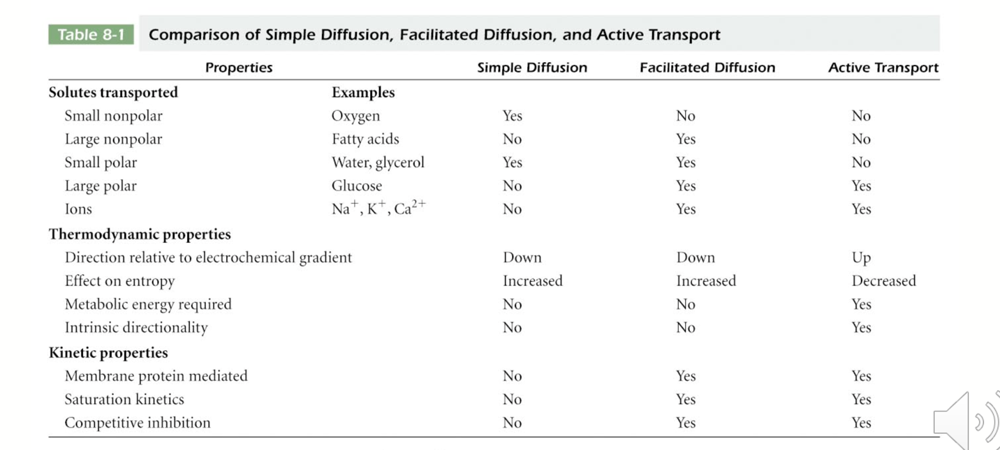 Table 8-1 Comparison of Simple Diffusion, Facilitated Diffusion, and Active Transport
Properties Simple Diffusion Facilitated Diffusion Active Transport
Solutes transported Examples
Small nonpolar Oxygen Yes No No
Large nonpolar Fatty acids No Yes No
Small polar Water, glycerol Yes Yes No
Large polar Glucose No Yes Yes
Ions Na⁺, K⁺, Ca²⁺ No Yes Yes
Thermodynamic properties
Direction relative to electrochemical gradient Down Down Up
Effect on entropy Increased Increased Decreased
Metabolic energy required No No Yes
Intrinsic directionality No No Yes
Kinetic properties
Membrane protein mediated No Yes Yes
Saturation kinetics No Yes Yes
Competitive inhibition No Yes Yes